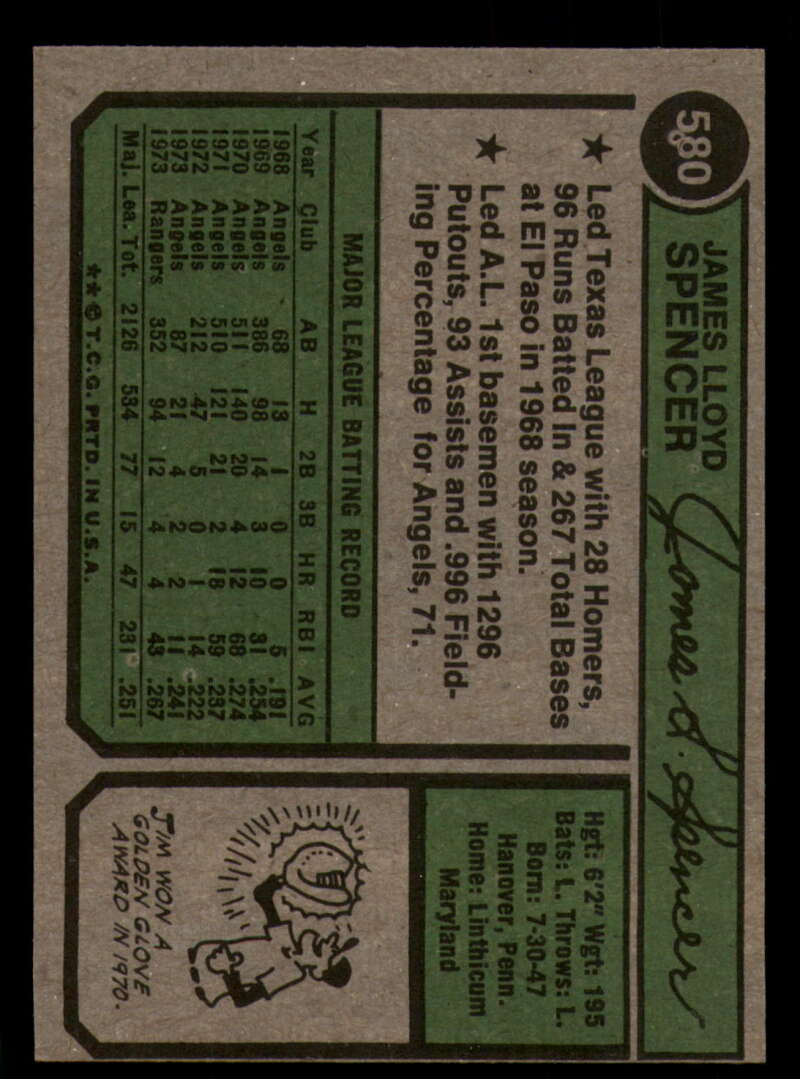 580
JAMES LLOYD
SPENCER
James L. Spencer
★ Led Texas League with 28 Homers,
96 Runs Batted In & 267 Total Bases
at El Paso in 1968 season.
★ Led A.L. 1st basemen with 1296
Putouts, 93 Assists and .996 Field-
ing Percentage for Angels, 71.
MAJOR LEAGUE BATTING RECORD
Year Club AB H 2B 3B HR RBI AVG
1968 Angels 68 13 1 0 0 5 .191
1969 Angels 386 98 14 3 10 31 .254
1970 Angels 511 140 20 4 12 68 .274
1971 Angels 510 121 21 2 18 59 .237
1972 Angels 212 47 5 0 1 14 .222
1973 Angels 87 21 4 2 2 11 .241
1973 Rangers 352 94 12 4 4 43 .267
Maj. Lea. Tot. 2126 534 77 15 47 231 .251
★★© T.C.G. PRTD. IN U.S.A.
Hgt: 6'2" Wgt: 195
Bats: L. Throws: L.
Born: 7-30-47
Hanover, Penn.
Home: Linthicum
Maryland
JIM WON A
GOLDEN GLOVE
AWARD IN 1970.